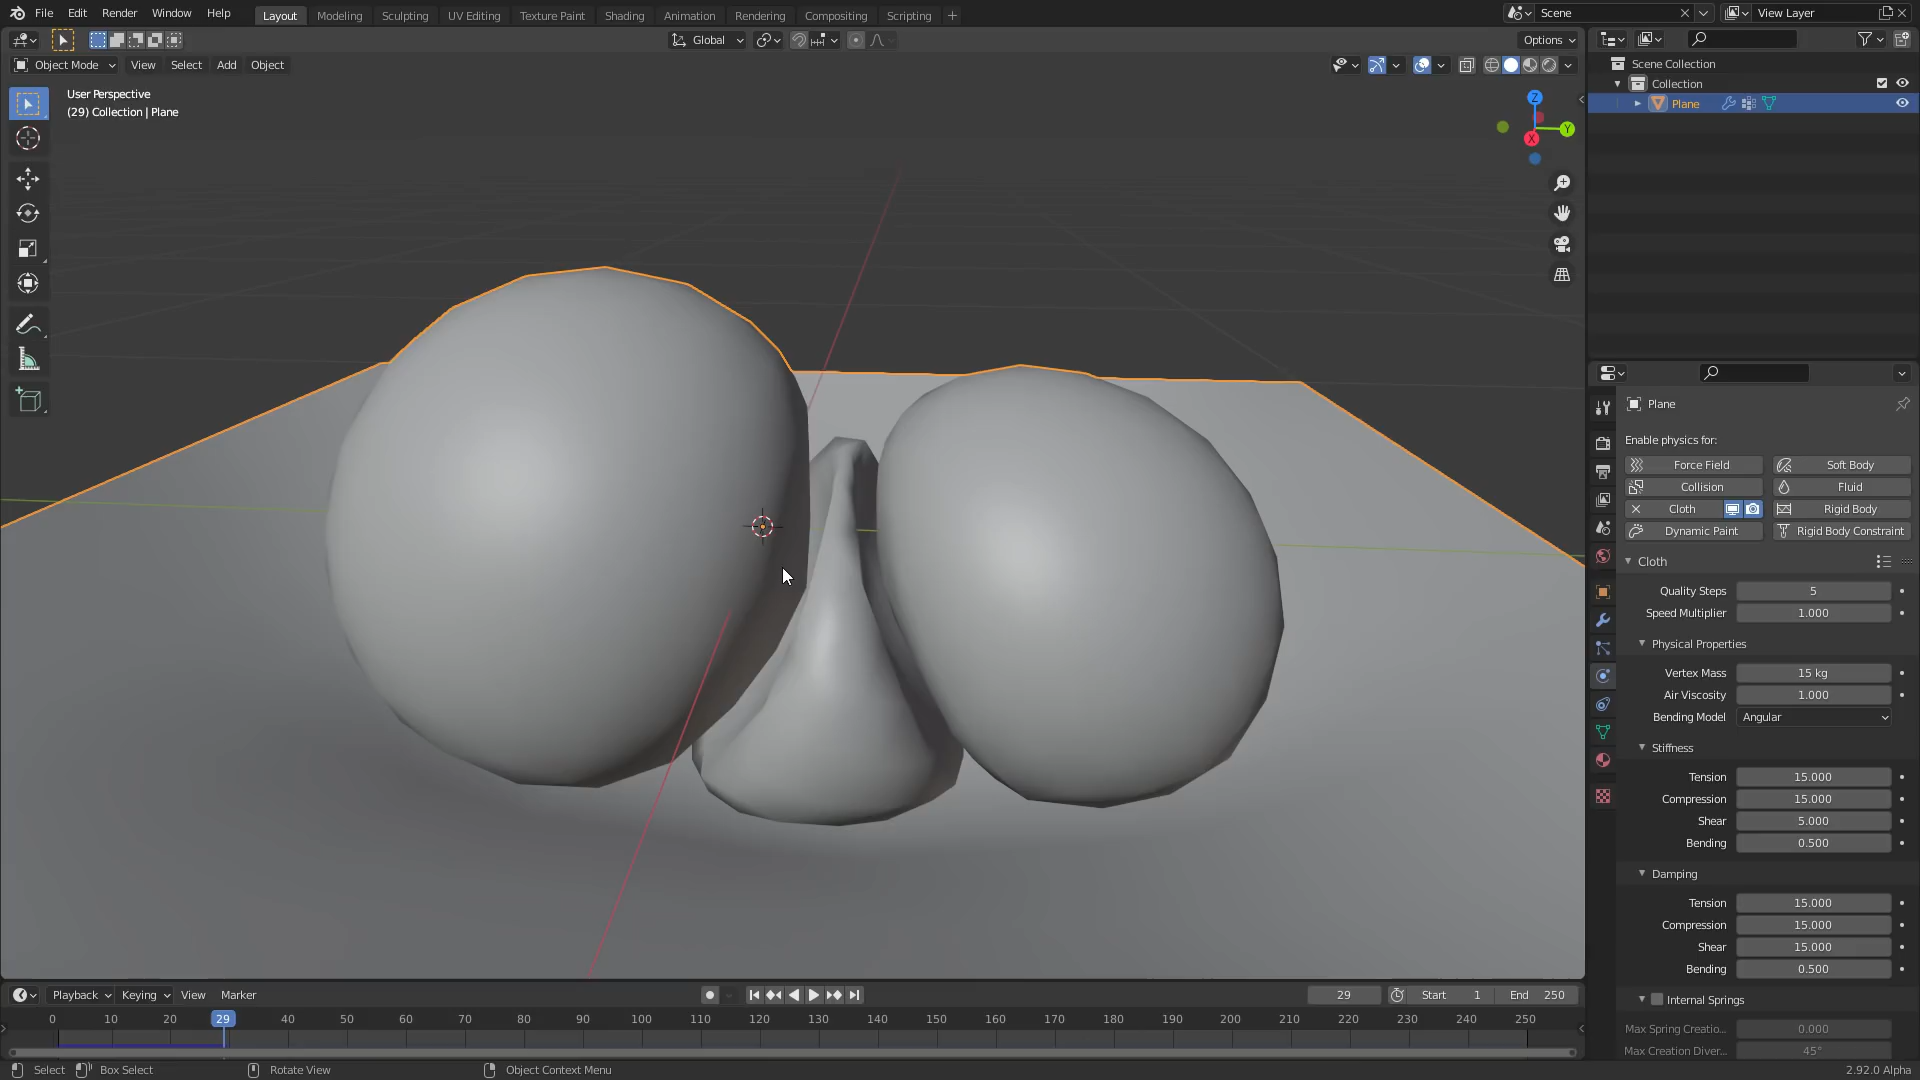 File Edit Render Window Help Layout Modeling Sculpting UV Editing Texture Paint Shading Animation Rendering Compositing Scripting + Scene View Layer
Global Options
Object Mode View Select Add Object
User Perspective
(29) Collection | Plane
Z
Y
X
Scene Collection
Collection
Plane
Plane
Enable physics for:
Force Field Soft Body
Collision Fluid
Cloth Rigid Body
Dynamic Paint Rigid Body Constraint
Cloth
Quality Steps 5
Speed Multiplier 1.000
Physical Properties
Vertex Mass 15 kg
Air Viscosity 1.000
Bending Model Angular
Stiffness
Tension 15.000
Compression 15.000
Shear 5.000
Bending 0.500
Damping
Tension 15.000
Compression 15.000
Shear 15.000
Bending 0.500
Internal Springs
Max Spring Creatio... 0.000
Max Creation Diver... 45°
Playback Keying View Marker 29 Start 1 End 250
0 10 20 29 40 50 60 70 80 90 100 110 120 130 140 150 160 170 180 190 200 210 220 230 240 250
Select Box Select Rotate View Object Context Menu 2.92.0 Alpha